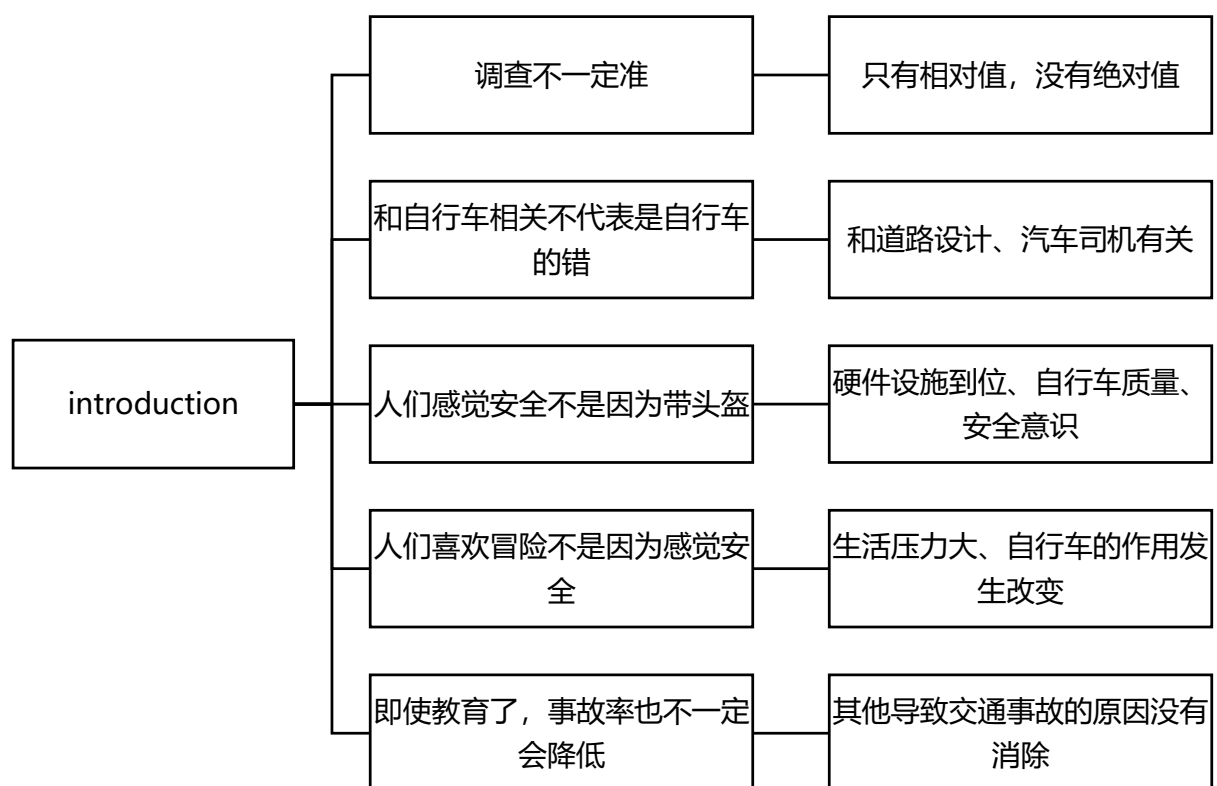 调查不一定准
只有相对值，没有绝对值
和自行车相关不代表是自行车
的错
和道路设计、汽车司机有关
introduction
人们感觉安全不是因为带头盔
硬件设施到位、自行车质量、
安全意识
人们喜欢冒险不是因为感觉安
全
生活压力大、自行车的作用发
生改变
即使教育了，事故率也不一定
会降低
其他导致交通事故的原因没有
消除